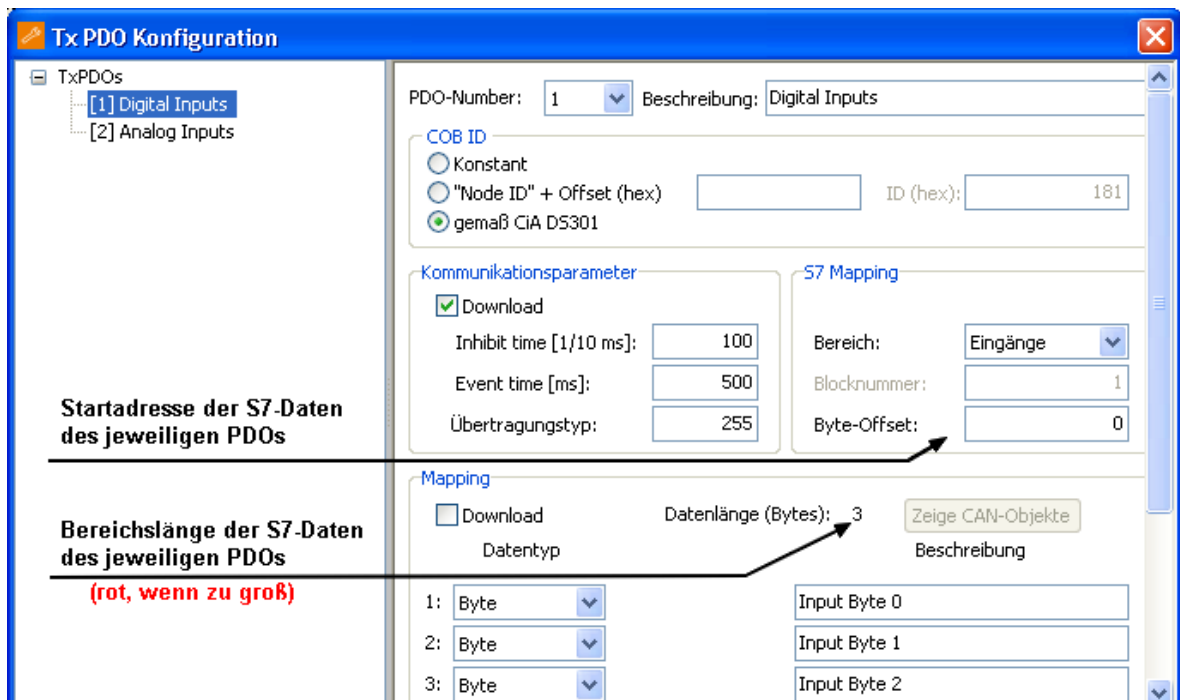 Tx PDO Konfiguration
TxPDOs
[1] Digital Inputs
[2] Analog Inputs
PDO-Number: 1 Beschreibung: Digital Inputs
COB ID
Konstant
"Node ID" + Offset (hex) ID (hex): 181
gemäß CiA DS301
Kommunikationsparameter
Download
Inhibit time [1/10 ms]: 100
Event time [ms]: 500
Übertragungstyp: 255
S7 Mapping
Bereich: Eingänge
Blocknummer: 1
Byte-Offset: 0
Startadresse der S7-Daten
des jeweiligen PDOs
Mapping
Download Datenlänge (Bytes): 3 Zeige CAN-Objekte
Datentyp Beschreibung
Bereichslänge der S7-Daten
des jeweiligen PDOs
(rot, wenn zu groß)
1: Byte Input Byte 0
2: Byte Input Byte 1
3: Byte Input Byte 2